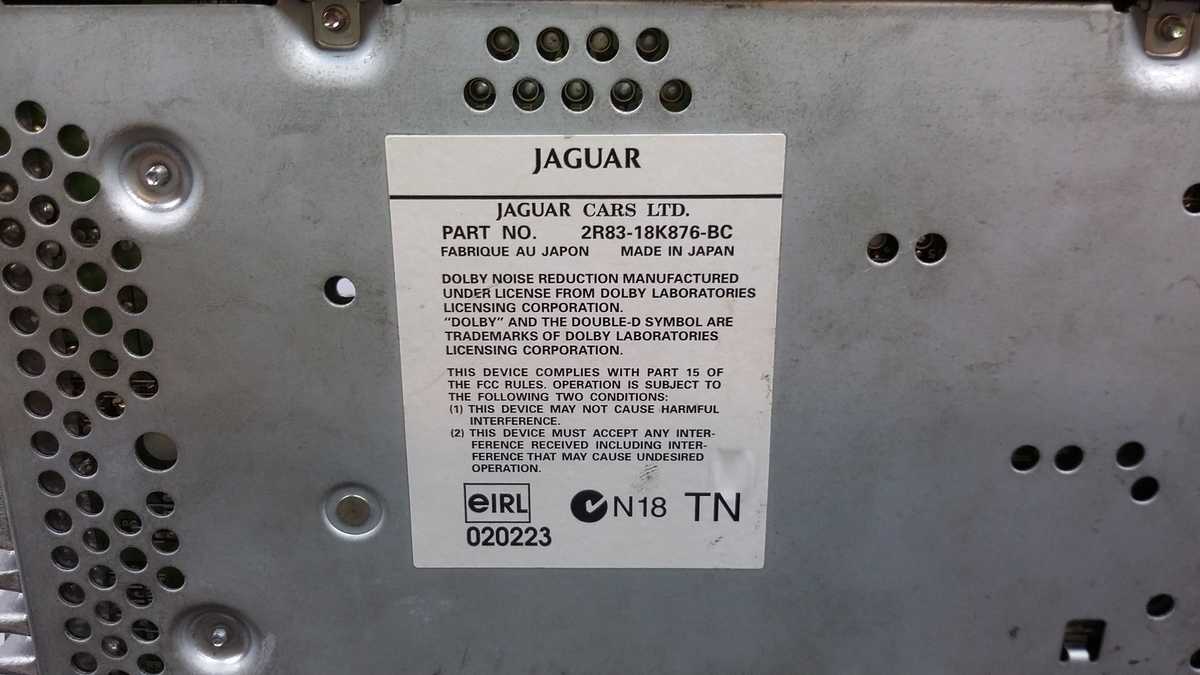 JAGUAR
JAGUAR CARS LTD.
PART NO. 2R83-18K876-BC
FABRIQUE AU JAPON MADE IN JAPAN
DOLBY NOISE REDUCTION MANUFACTURED
UNDER LICENSE FROM DOLBY LABORATORIES
LICENSING CORPORATION.
“DOLBY” AND THE DOUBLE-D SYMBOL ARE
TRADEMARKS OF DOLBY LABORATORIES
LICENSING CORPORATION.
THIS DEVICE COMPLIES WITH PART 15 OF
THE FCC RULES. OPERATION IS SUBJECT TO
THE FOLLOWING TWO CONDITIONS:
(1) THIS DEVICE MAY NOT CAUSE HARMFUL
INTERFERENCE.
(2) THIS DEVICE MUST ACCEPT ANY INTER-
FERENCE RECEIVED INCLUDING INTER-
FERENCE THAT MAY CAUSE UNDESIRED
OPERATION.
eIRL N18 TN
020223